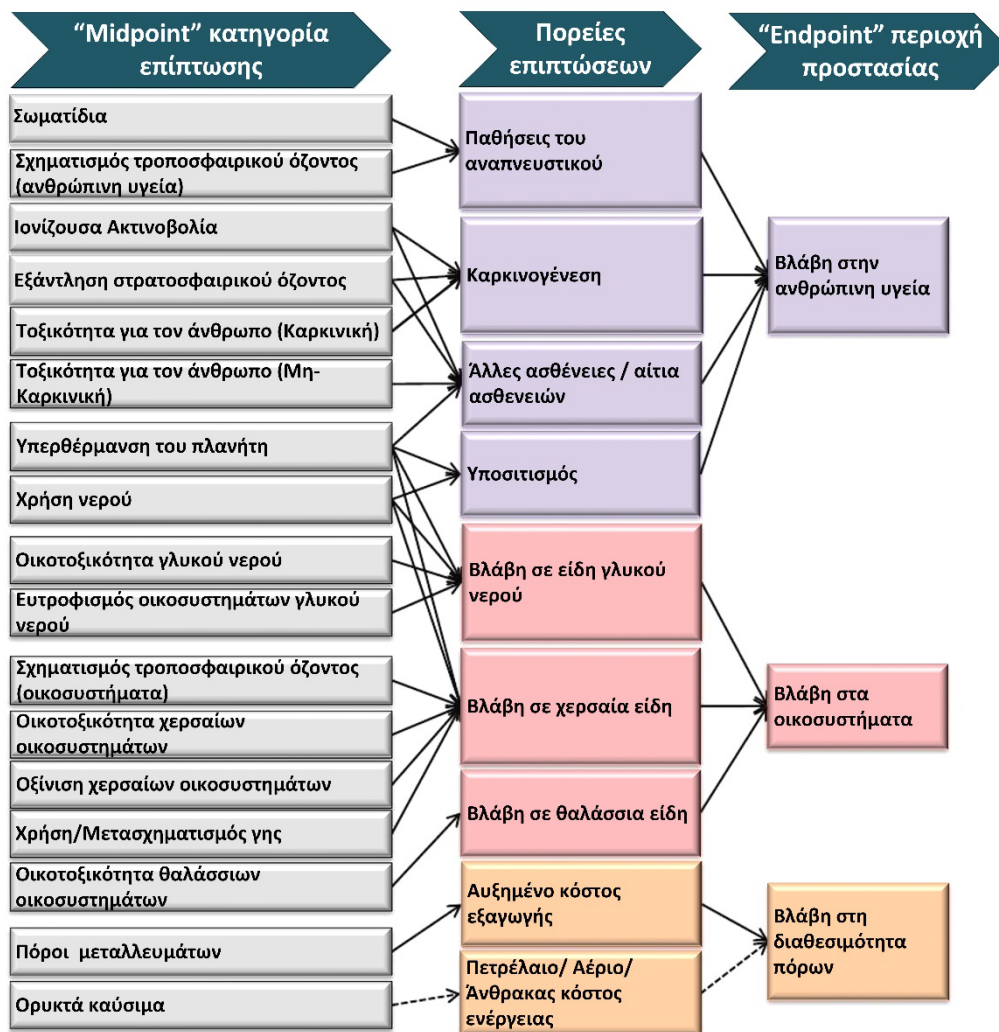 “Midpoint” κατηγορία
επίπτωσης
Πορείες
επιπτώσεων
“Endpoint” περιοχή
προστασίας
Σωματίδια
Σχηματισμός τροποσφαιρικού όζοντος
(ανθρώπινη υγεία)
Ιονίζουσα Ακτινοβολία
Εξάντληση στρατοσφαιρικού όζοντος
Τοξικότητα για τον άνθρωπο (Καρκινική)
Τοξικότητα για τον άνθρωπο (Μη-
Καρκινική)
Υπερθέρμανση του πλανήτη
Χρήση νερού
Οικοτοξικότητα γλυκού νερού
Ευτροφισμός οικοσυστημάτων γλυκού
νερού
Σχηματισμός τροποσφαιρικού όζοντος
(οικοσυστήματα)
Οικοτοξικότητα χερσαίων
οικοσυστημάτων
Οξίνιση χερσαίων οικοσυστημάτων
Χρήση/Μετασχηματισμός γης
Οικοτοξικότητα θαλάσσιων
οικοσυστημάτων
Πόροι μεταλλευμάτων
Ορυκτά καύσιμα
Παθήσεις του
αναπνευστικού
Καρκινογένεση
Άλλες ασθένειες / αίτια
ασθενειών
Υποσιτισμός
Βλάβη σε είδη γλυκού
νερού
Βλάβη σε χερσαία είδη
Βλάβη σε θαλάσσια είδη
Αυξημένο κόστος
εξαγωγής
Πετρέλαιο/ Αέριο/
Άνθρακας κόστος
ενέργειας
Βλάβη στην
ανθρώπινη υγεία
Βλάβη στα
οικοσυστήματα
Βλάβη στη
διαθεσιμότητα
πόρων